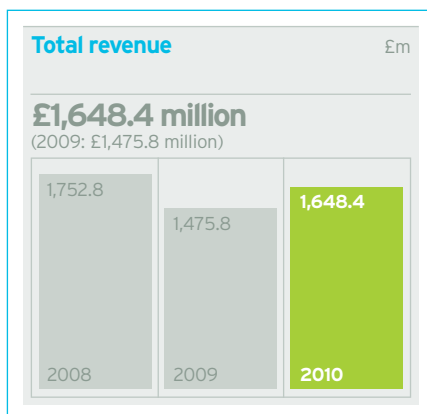 Total revenue £m
£1,648.4 million
(2009: £1,475.8 million)
1,752.8
1,475.8
1,648.4
2008 2009 2010